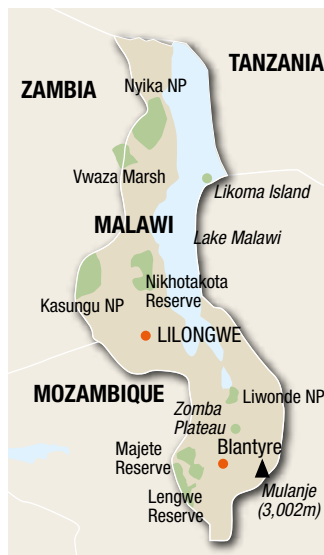 TANZANIA
ZAMBIA
Nyika NP
Vwaza Marsh
Likoma Island
MALAWI
Lake Malawi
Nikhotakota
Reserve
Kasungu NP
LILONGWE
MOZAMBIQUE
Liwonde NP
Zomba
Plateau
Blantyre
Majete
Reserve
Mulanje
(3,002m)
Lengwe
Reserve